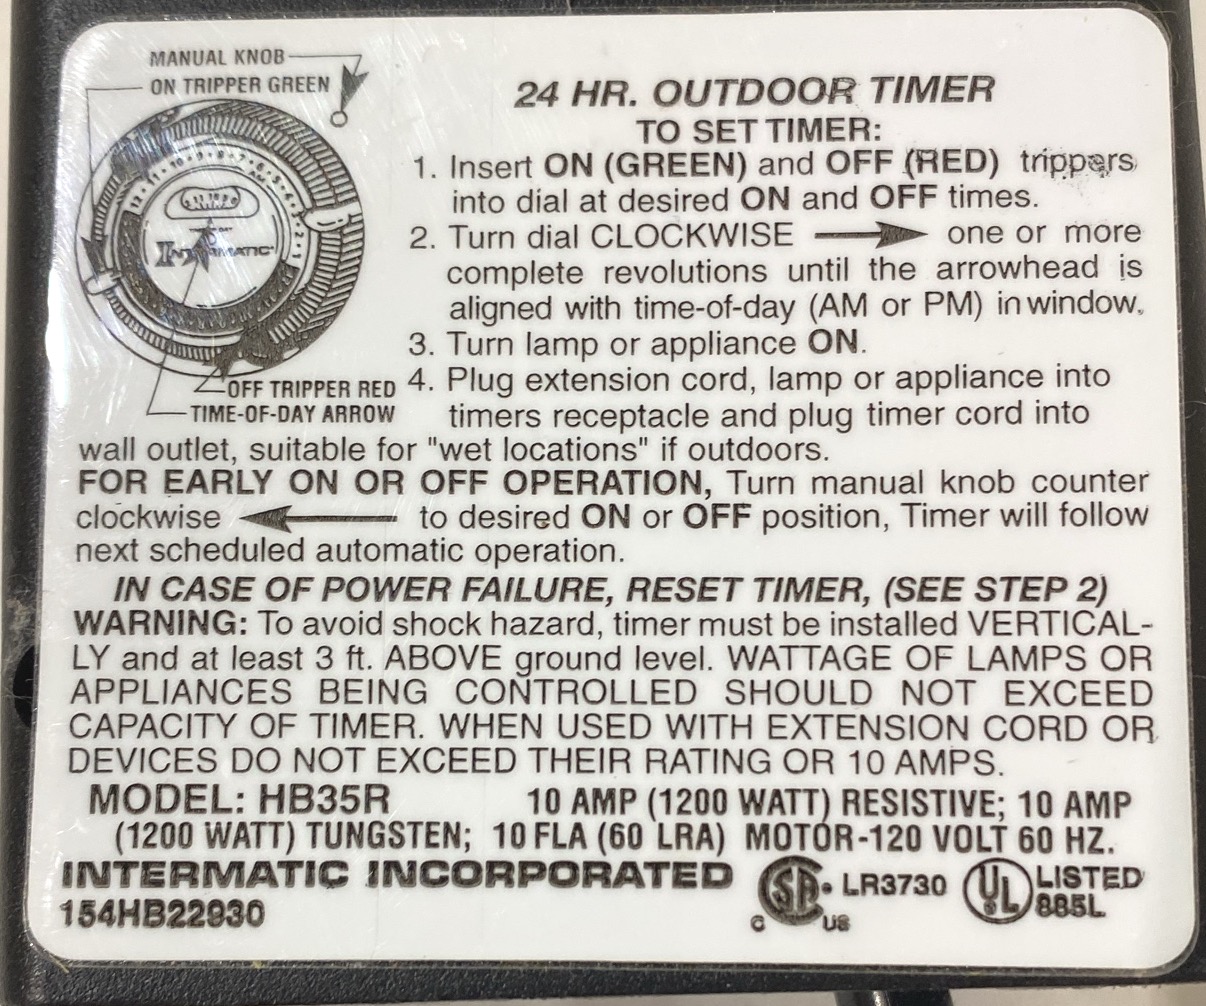 MANUAL KNOB
ON TRIPPER GREEN
INTERMATIC
OFF TRIPPER RED
TIME-OF-DAY ARROW
24 HR. OUTDOOR TIMER
TO SET TIMER:
1. Insert ON (GREEN) and OFF (RED) trippers
into dial at desired ON and OFF times.
2. Turn dial CLOCKWISE → one or more
complete revolutions until the arrowhead is
aligned with time-of-day (AM or PM) in window.
3. Turn lamp or appliance ON.
4. Plug extension cord, lamp or appliance into
timers receptacle and plug timer cord into
wall outlet, suitable for "wet locations" if outdoors.
FOR EARLY ON OR OFF OPERATION, Turn manual knob counter
clockwise ← to desired ON or OFF position, Timer will follow
next scheduled automatic operation.
IN CASE OF POWER FAILURE, RESET TIMER, (SEE STEP 2)
WARNING: To avoid shock hazard, timer must be installed VERTICAL-
LY and at least 3 ft. ABOVE ground level. WATTAGE OF LAMPS OR
APPLIANCES BEING CONTROLLED SHOULD NOT EXCEED
CAPACITY OF TIMER. WHEN USED WITH EXTENSION CORD OR
DEVICES DO NOT EXCEED THEIR RATING OR 10 AMPS.
MODEL: HB35R 10 AMP (1200 WATT) RESISTIVE; 10 AMP
(1200 WATT) TUNGSTEN; 10 FLA (60 LRA) MOTOR-120 VOLT 60 HZ.
INTERMATIC INCORPORATED
154HB22930
C SA US LR3730
UL LISTED
885L